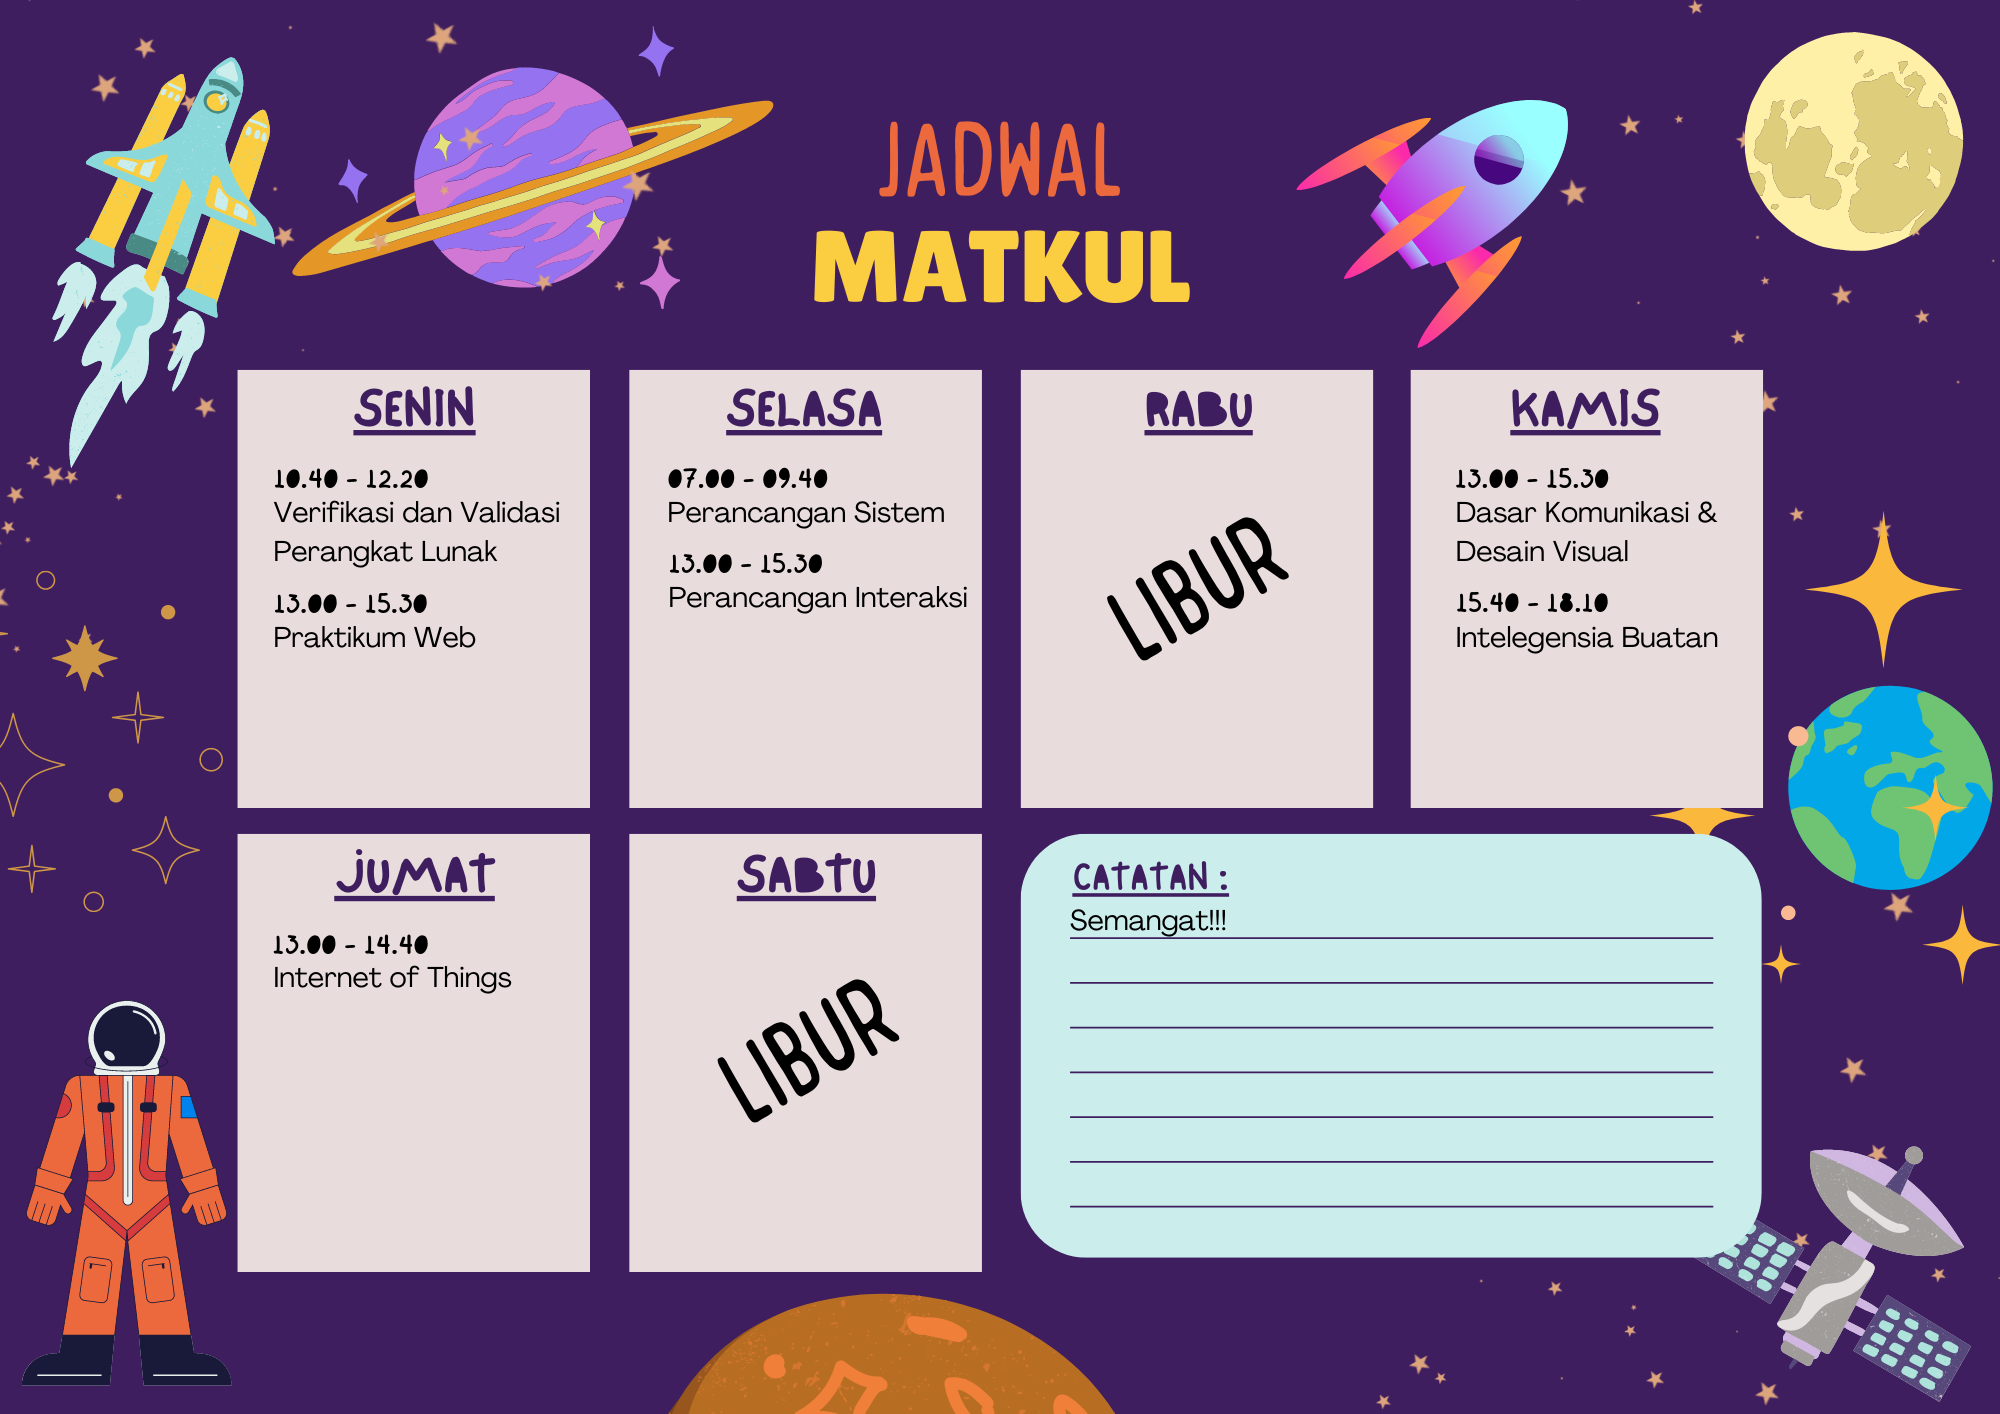 JADWAL
MATKUL
SENIN
10.40 - 12.20
Verifikasi dan Validasi
Perangkat Lunak
13.00 - 15.30
Praktikum Web
SELASA
07.00 - 09.40
Perancangan Sistem
13.00 - 15.30
Perancangan Interaksi
RABU
LIBUR
KAMIS
13.00 - 15.30
Dasar Komunikasi &
Desain Visual
15.40 - 18.10
Intelegensia Buatan
JUMAT
13.00 - 14.40
Internet of Things
SABTU
LIBUR
CATATAN :
Semangat!!!